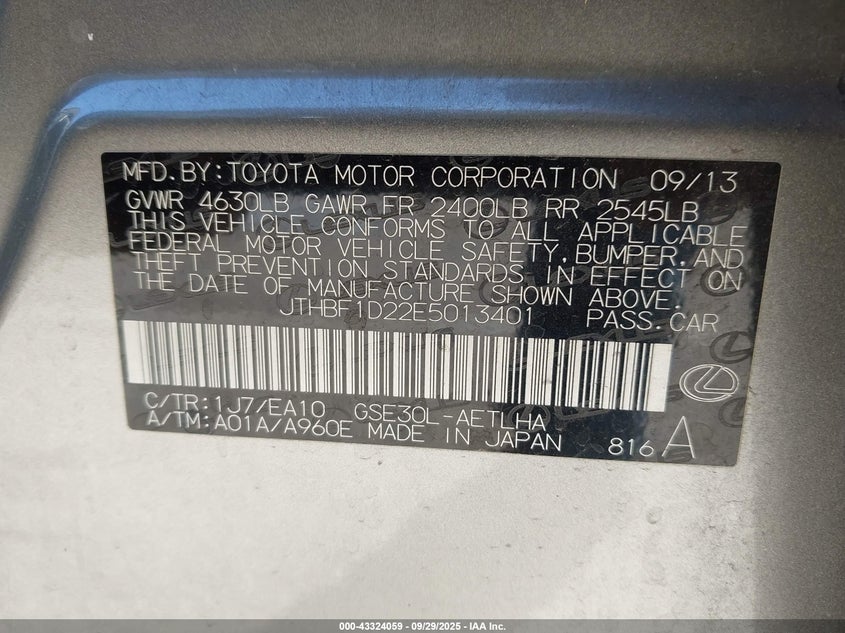 MFD.BY:TOYOTA MOTOR CORPORATION 09/13
GVWR 4630LB GAWR FR 2400LB RR 2545LB
THIS VEHICLE CONFORMS TO ALL APPLICABLE
FEDERAL MOTOR VEHICLE SAFETY,BUMPER,AND
THEFT PREVENTION STANDARDS IN EFFECT ON
THE DATE OF MANUFACTURE SHOWN ABOVE.
JTHBF1D22E5013401 PASS.CAR
C/TR:1J7/EA10 GSE30L-AETLHA
A/TM:A01A/A960E MADE IN JAPAN 816 A
000-43324059 - 09/29/2025 - IAA Inc.